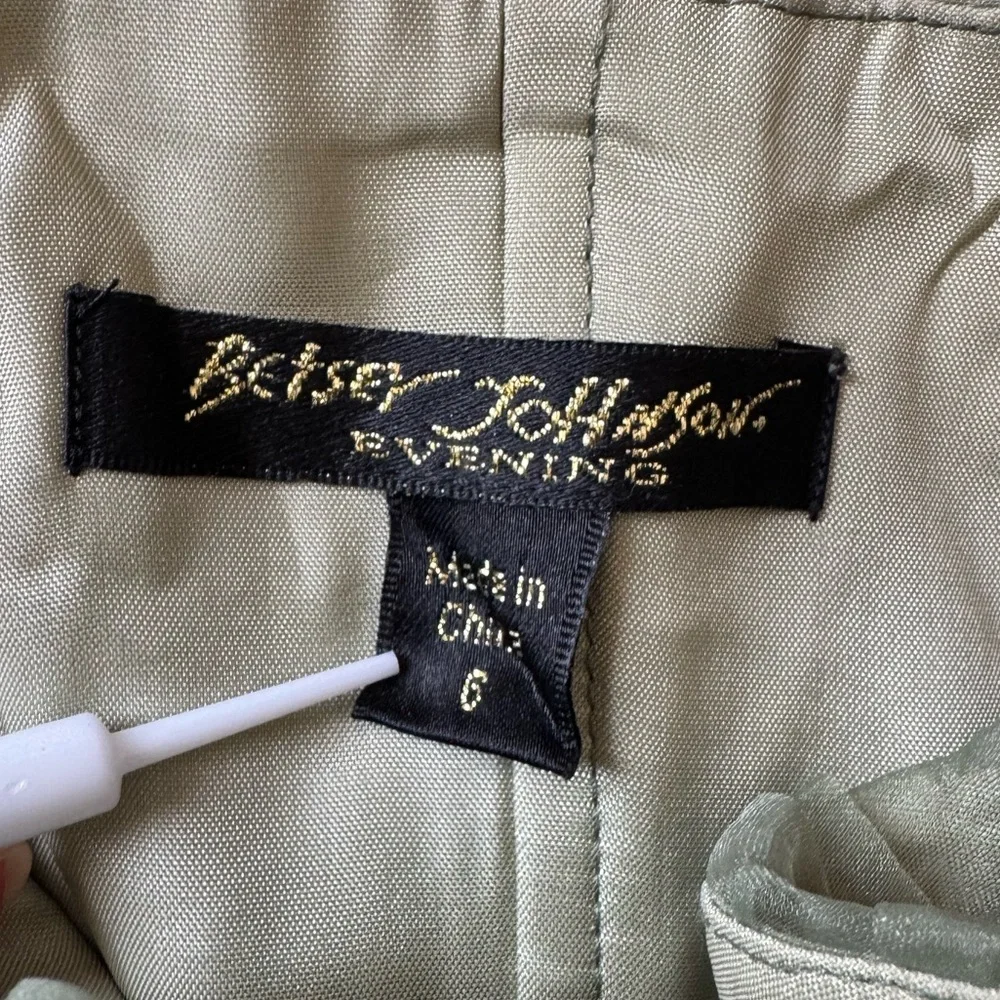 BETSEY JOHNSON.
EVENING
Made in
China
6